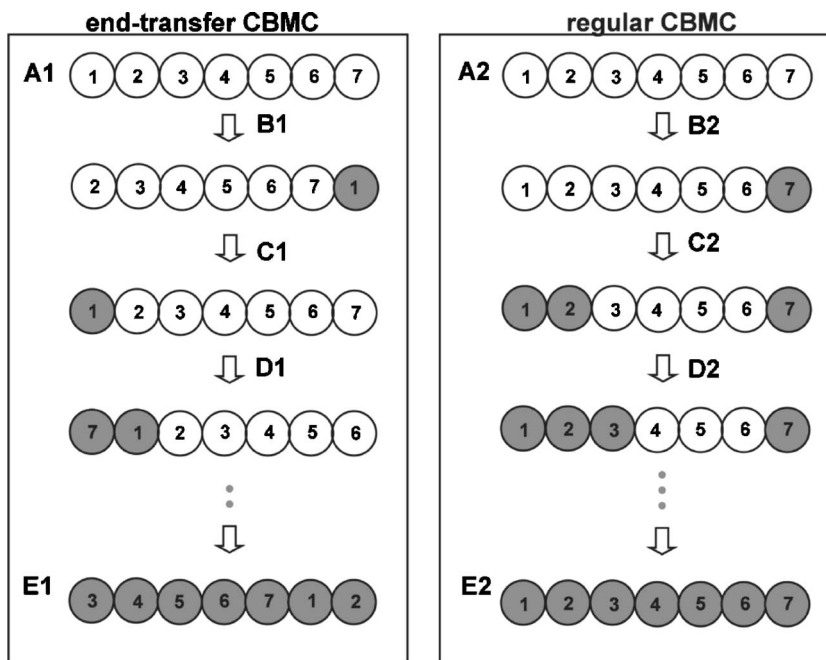 end-transfer CBMC
A1 1 2 3 4 5 6 7
B1
2 3 4 5 6 7 1
C1
1 2 3 4 5 6 7
D1
7 1 2 3 4 5 6
E1 3 4 5 6 7 1 2
regular CBMC
A2 1 2 3 4 5 6 7
B2
1 2 3 4 5 6 7
C2
1 2 3 4 5 6 7
D2
1 2 3 4 5 6 7
E2 1 2 3 4 5 6 7